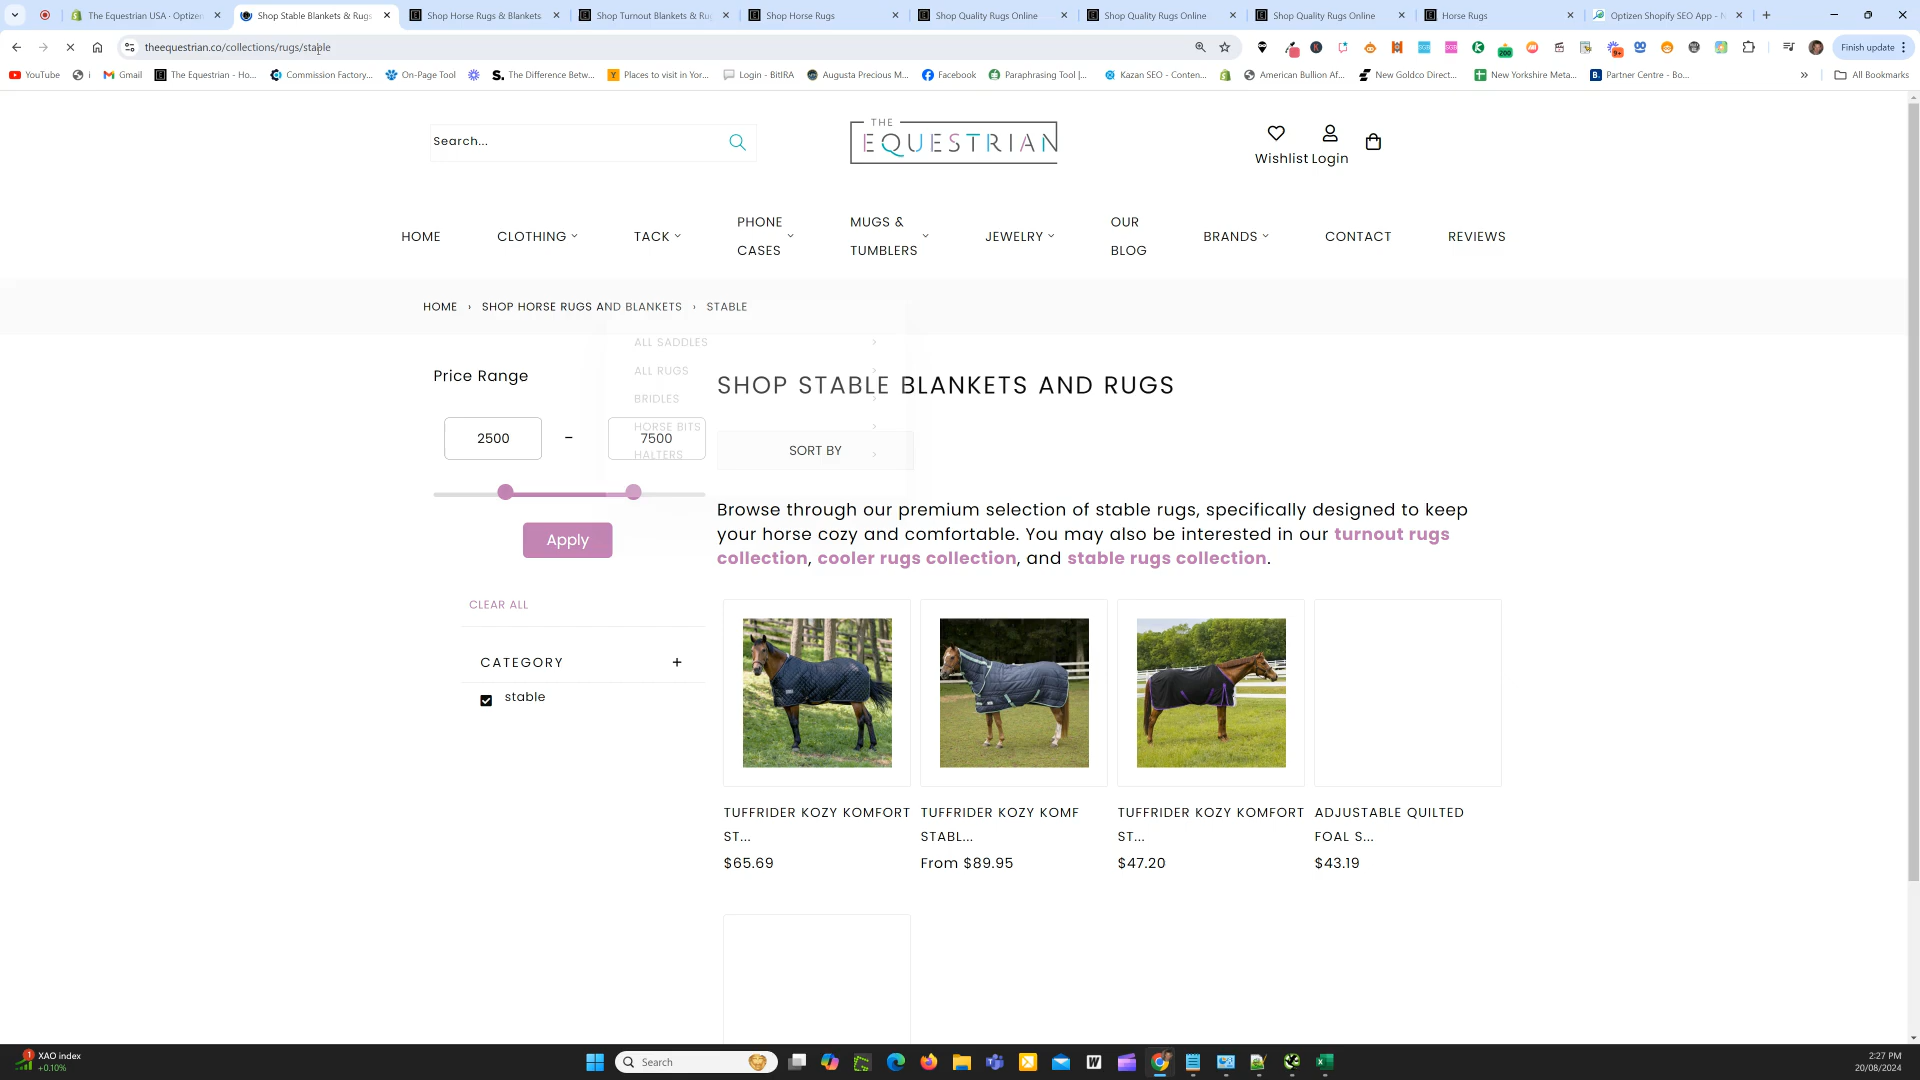 The Equestrian USA · Optizen
Shop Stable Blankets & Rugs
Shop Horse Rugs & Blankets
Shop Turnout Blankets & Ru
Shop Horse Rugs
Shop Quality Rugs Online
Shop Quality Rugs Online
Shop Quality Rugs Online
Horse Rugs
Optizen Shopify SEO App -
theequestrian.co/collections/rugs/stable
200
9+
Finish update
YouTube
i
Gmail
The Equestrian - Ho...
Commission Factory...
On-Page Tool
The Difference Betw...
Places to visit in Yor...
Login - BitIRA
Augusta Precious M...
Facebook
Paraphrasing Tool |...
Kazan SEO - Conten...
American Bullion Af...
New Goldco Direct...
New Yorkshire Meta...
Partner Centre - Bo...
All Bookmarks
Search...
THE
EQUESTRIAN
Wishlist
Login
HOME
CLOTHING
TACK
PHONE
CASES
MUGS &
TUMBLERS
JEWELRY
OUR
BLOG
BRANDS
CONTACT
REVIEWS
HOME › SHOP HORSE RUGS AND BLANKETS › STABLE
ALL SADDLES
ALL RUGS
BRIDLES
HORSE BITS
HALTERS
Price Range
2500 – 7500
Apply
CLEAR ALL
CATEGORY +
stable
SHOP STABLE BLANKETS AND RUGS
SORT BY
Browse through our premium selection of stable rugs, specifically designed to keep
your horse cozy and comfortable. You may also be interested in our turnout rugs
collection, cooler rugs collection, and stable rugs collection.
TUFFRIDER KOZY KOMFORT
ST...
$65.69
TUFFRIDER KOZY KOMF
STABL...
From $89.95
TUFFRIDER KOZY KOMFORT
ST...
$47.20
ADJUSTABLE QUILTED
FOAL S...
$43.19
1
XAO index
+0.10%
Search
2:27 PM
20/08/2024